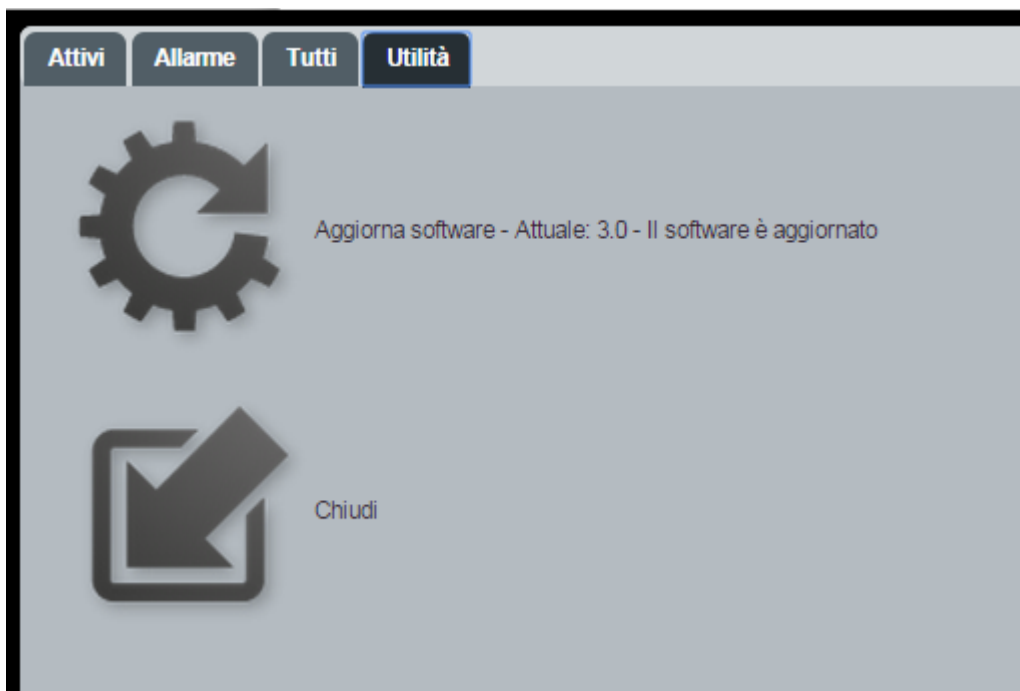 Attivi Allarme Tutti Utilità
Aggiorna software - Attuale: 3.0 - Il software è aggiornato
Chiudi